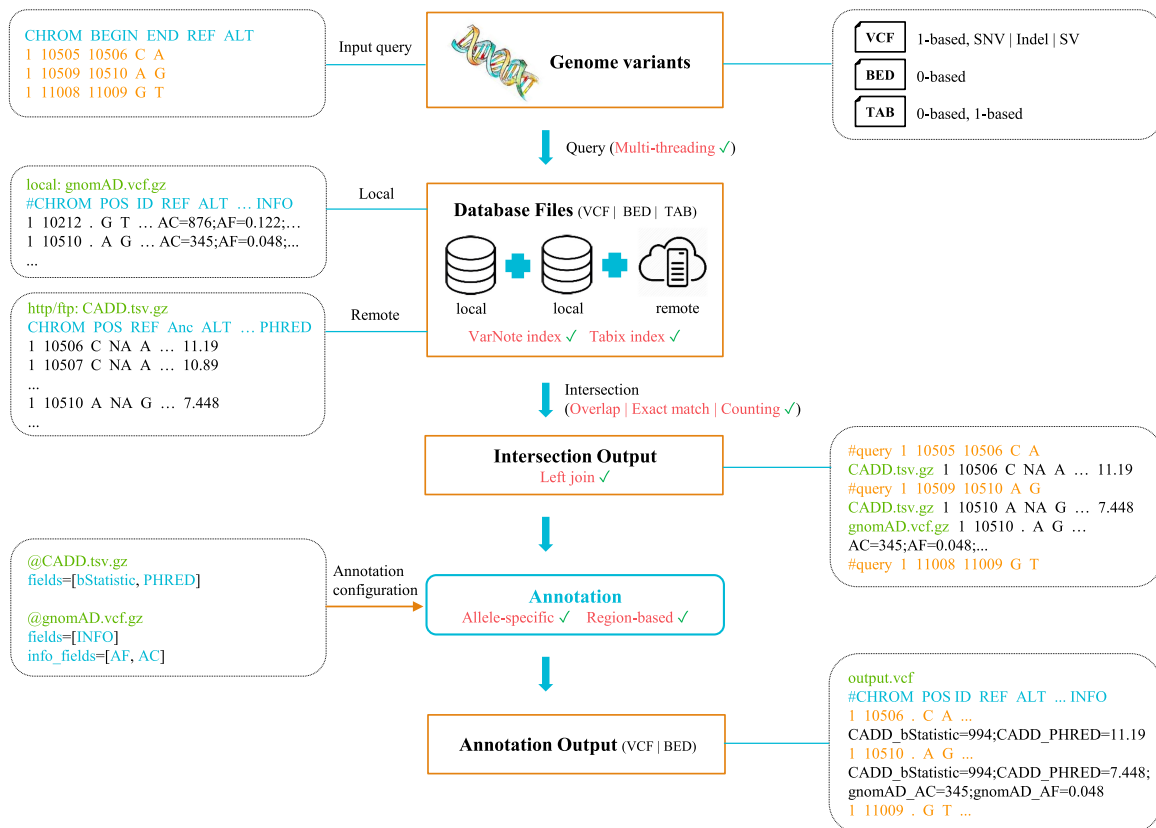 CHROM BEGIN END REF ALT
1 10505 10506 C A
1 10509 10510 A G
1 11008 11009 G T
Input query
Genome variants
VCF 1-based, SNV | Indel | SV
BED 0-based
TAB 0-based, 1-based
Query (Multi-threading ✓)
local: gnomAD.vcf.gz
#CHROM POS ID REF ALT … INFO
1 10212 . G T … AC=876;AF=0.122;…
1 10510 . A G … AC=345;AF=0.048;...
...
Local
http/ftp: CADD.tsv.gz
CHROM POS REF Anc ALT … PHRED
1 10506 C NA A … 11.19
1 10507 C NA A … 10.89
...
1 10510 A NA G … 7.448
...
Remote
Database Files (VCF | BED | TAB)
local local remote
VarNote index ✓ Tabix index ✓
Intersection
(Overlap | Exact match | Counting ✓)
Intersection Output
Left join ✓
#query 1 10505 10506 C A
CADD.tsv.gz 1 10506 C NA A … 11.19
#query 1 10509 10510 A G
CADD.tsv.gz 1 10510 A NA G … 7.448
gnomAD.vcf.gz 1 10510 . A G …
AC=345;AF=0.048;...
#query 1 11008 11009 G T
@CADD.tsv.gz
fields=[bStatistic, PHRED]
@gnomAD.vcf.gz
fields=[INFO]
info_fields=[AF, AC]
Annotation
configuration
Annotation
Allele-specific ✓ Region-based ✓
Annotation Output (VCF | BED)
output.vcf
#CHROM POS ID REF ALT ... INFO
1 10506 . C A ...
CADD_bStatistic=994;CADD_PHRED=11.19
1 10510 . A G ...
CADD_bStatistic=994;CADD_PHRED=7.448;
gnomAD_AC=345;gnomAD_AF=0.048
1 11009 . G T ...